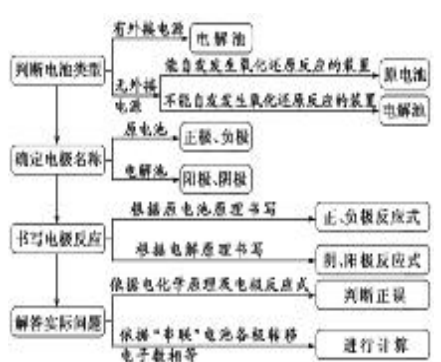 有外接电源
电解池
判断电池类型
能自发发生氧化还原反应的装置
原电池
无外接
电源
不能自发发生氧化还原反应的装置
电解池
原电池
正极、负极
确定电极名称
电解池
阳极、阴极
根据原电池原理书写
正、负极反应式
书写电极反应
根据电解原理书写
阴、阳极反应式
依据电化学原理及电极反应式
判断正误
解答实际问题
依据“串联”电池各极转移
电子数相等
进行计算